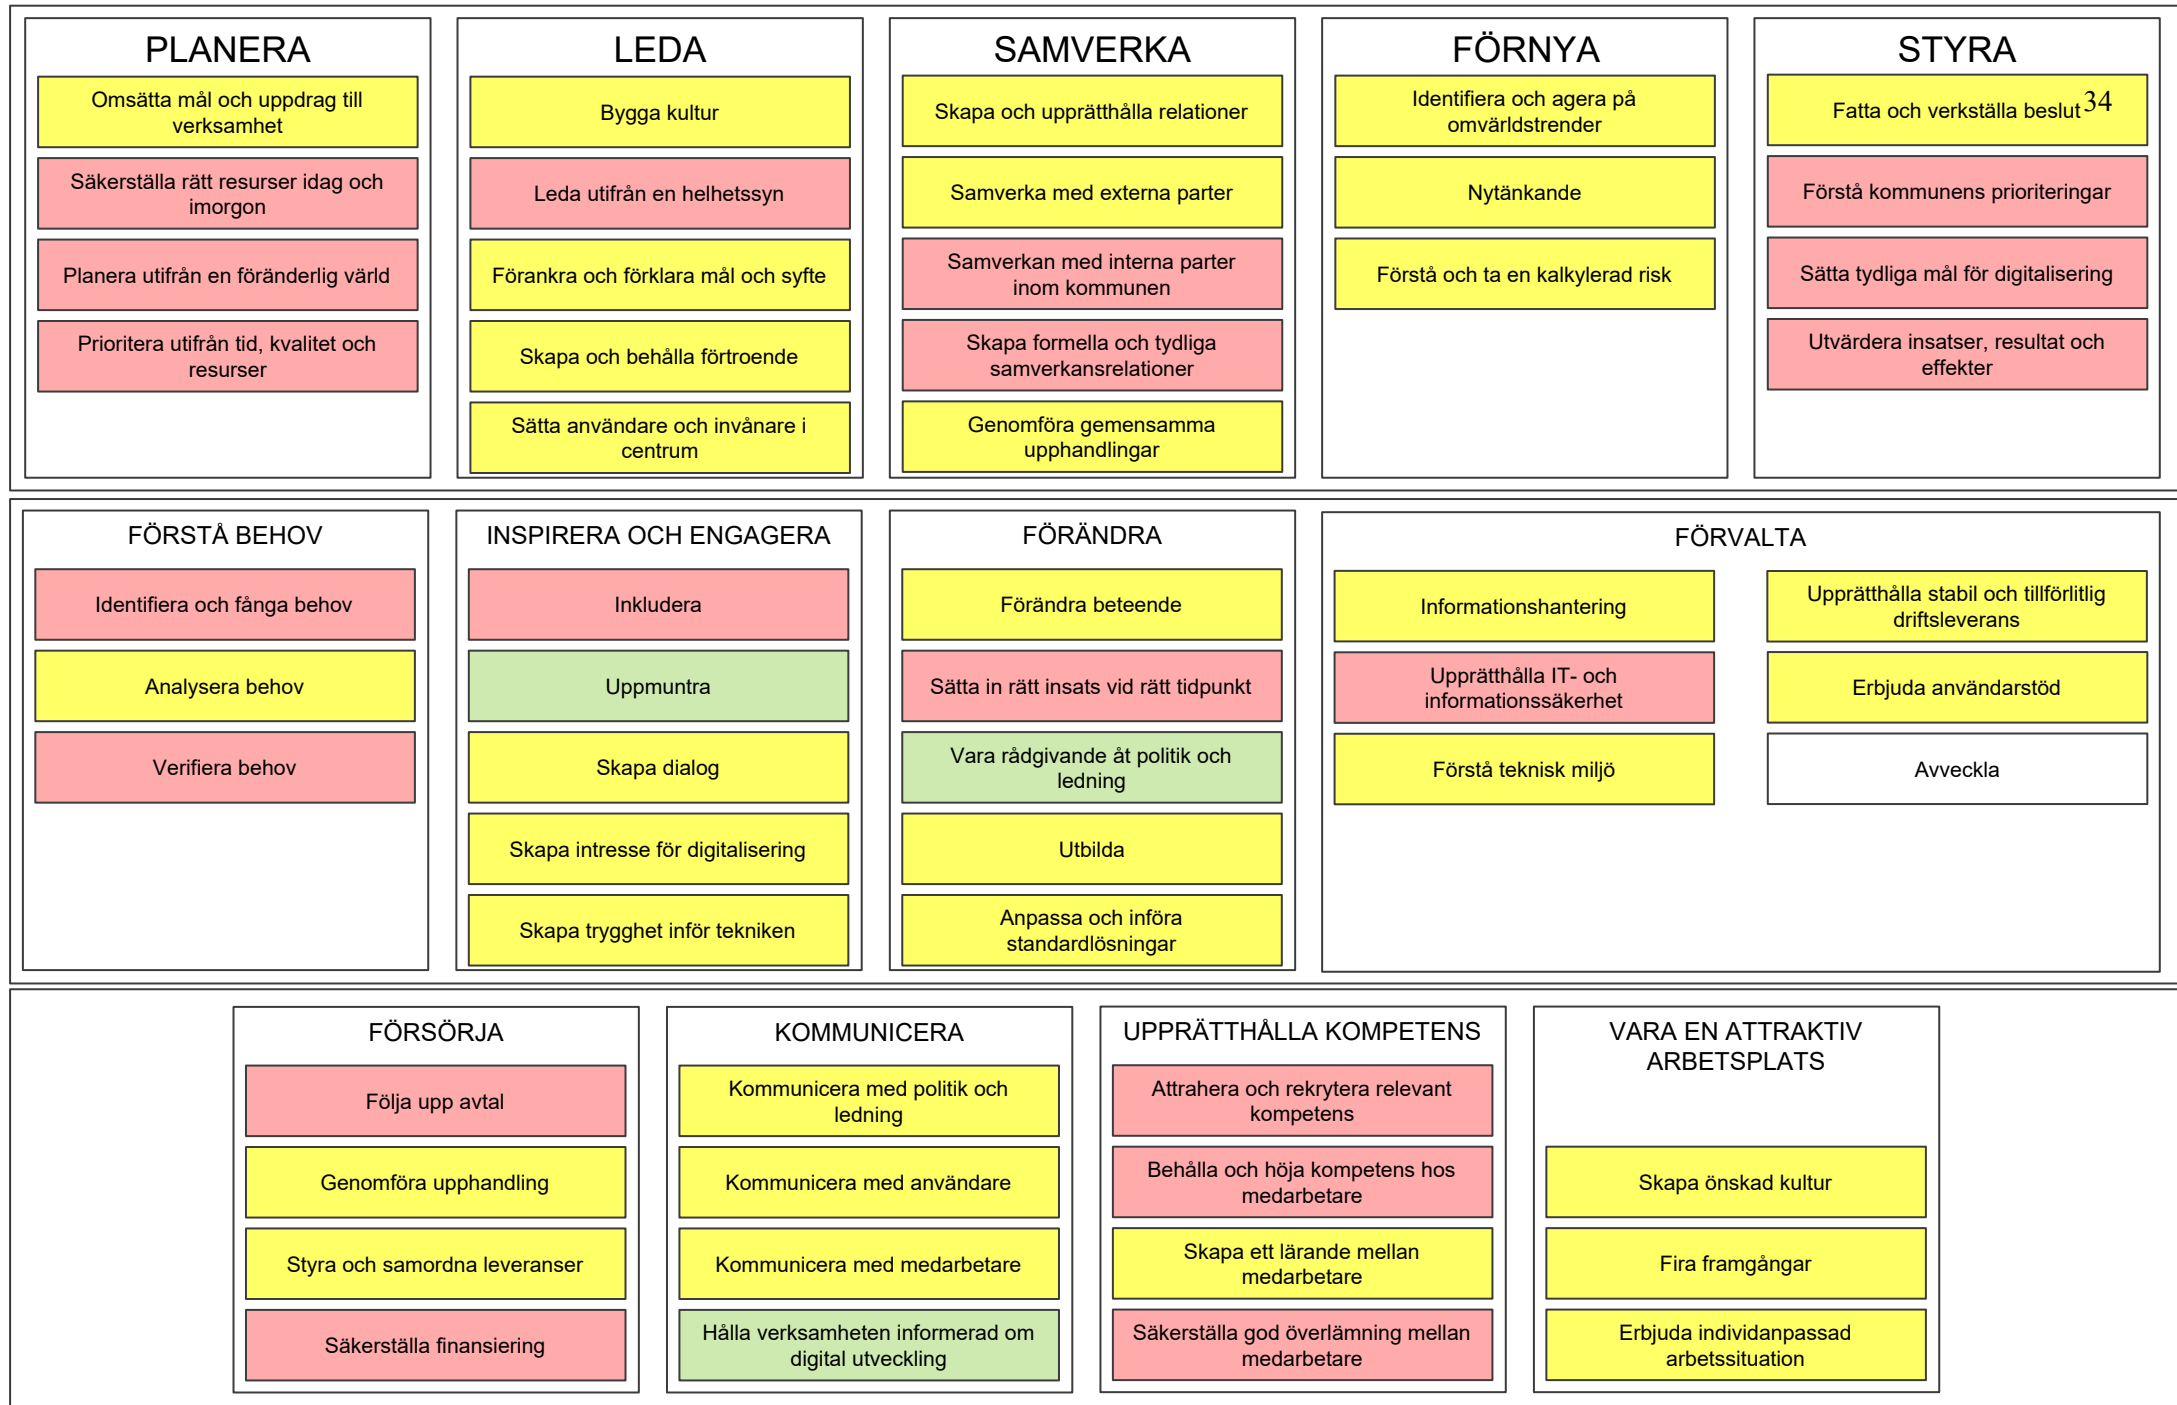 PLANERA
Omsätta mål och uppdrag till
verksamhet
Säkerställa rätt resurser idag och
imorgon
Planera utifrån en föränderlig värld
Prioritera utifrån tid, kvalitet och
resurser
LEDA
Bygga kultur
Leda utifrån en helhetssyn
Förankra och förklara mål och syfte
Skapa och behålla förtroende
Sätta användare och invånare i
centrum
SAMVERKA
Skapa och upprätthålla relationer
Samverka med externa parter
Samverkan med interna parter
inom kommunen
Skapa formella och tydliga
samverkansrelationer
Genomföra gemensamma
upphandlingar
FÖRNYA
Identifiera och agera på
omvärldstrender
Nytänkande
Förstå och ta en kalkylerad risk
STYRA
Fatta och verkställa beslut
34
Förstå kommunens prioriteringar
Sätta tydliga mål för digitalisering
Utvärdera insatser, resultat och
effekter
FÖRSTÅ BEHOV
Identifiera och fånga behov
Analysera behov
Verifiera behov
INSPIRERA OCH ENGAGERA
Inkludera
Uppmuntra
Skapa dialog
Skapa intresse för digitalisering
Skapa trygghet inför tekniken
FÖRÄNDRA
Förändra beteende
Sätta in rätt insats vid rätt tidpunkt
Vara rådgivande åt politik och
ledning
Utbilda
Anpassa och införa
standardlösningar
FÖRVALTA
Informationshantering
Upprätthålla IT- och
informationssäkerhet
Förstå teknisk miljö
Upprätthålla stabil och tillförlitlig
driftsleverans
Erbjuda användarstöd
Avveckla
FÖRSÖRJA
Följa upp avtal
Genomföra upphandling
Styra och samordna leveranser
Säkerställa finansiering
KOMMUNICERA
Kommunicera med politik och
ledning
Kommunicera med användare
Kommunicera med medarbetare
Hålla verksamheten informerad om
digital utveckling
UPPRÄTTHÅLLA KOMPETENS
Attrahera och rekrytera relevant
kompetens
Behålla och höja kompetens hos
medarbetare
Skapa ett lärande mellan
medarbetare
Säkerställa god överlämning mellan
medarbetare
VARA EN ATTRAKTIV
ARBETSPLATS
Skapa önskad kultur
Fira framgångar
Erbjuda individanpassad
arbetssituation